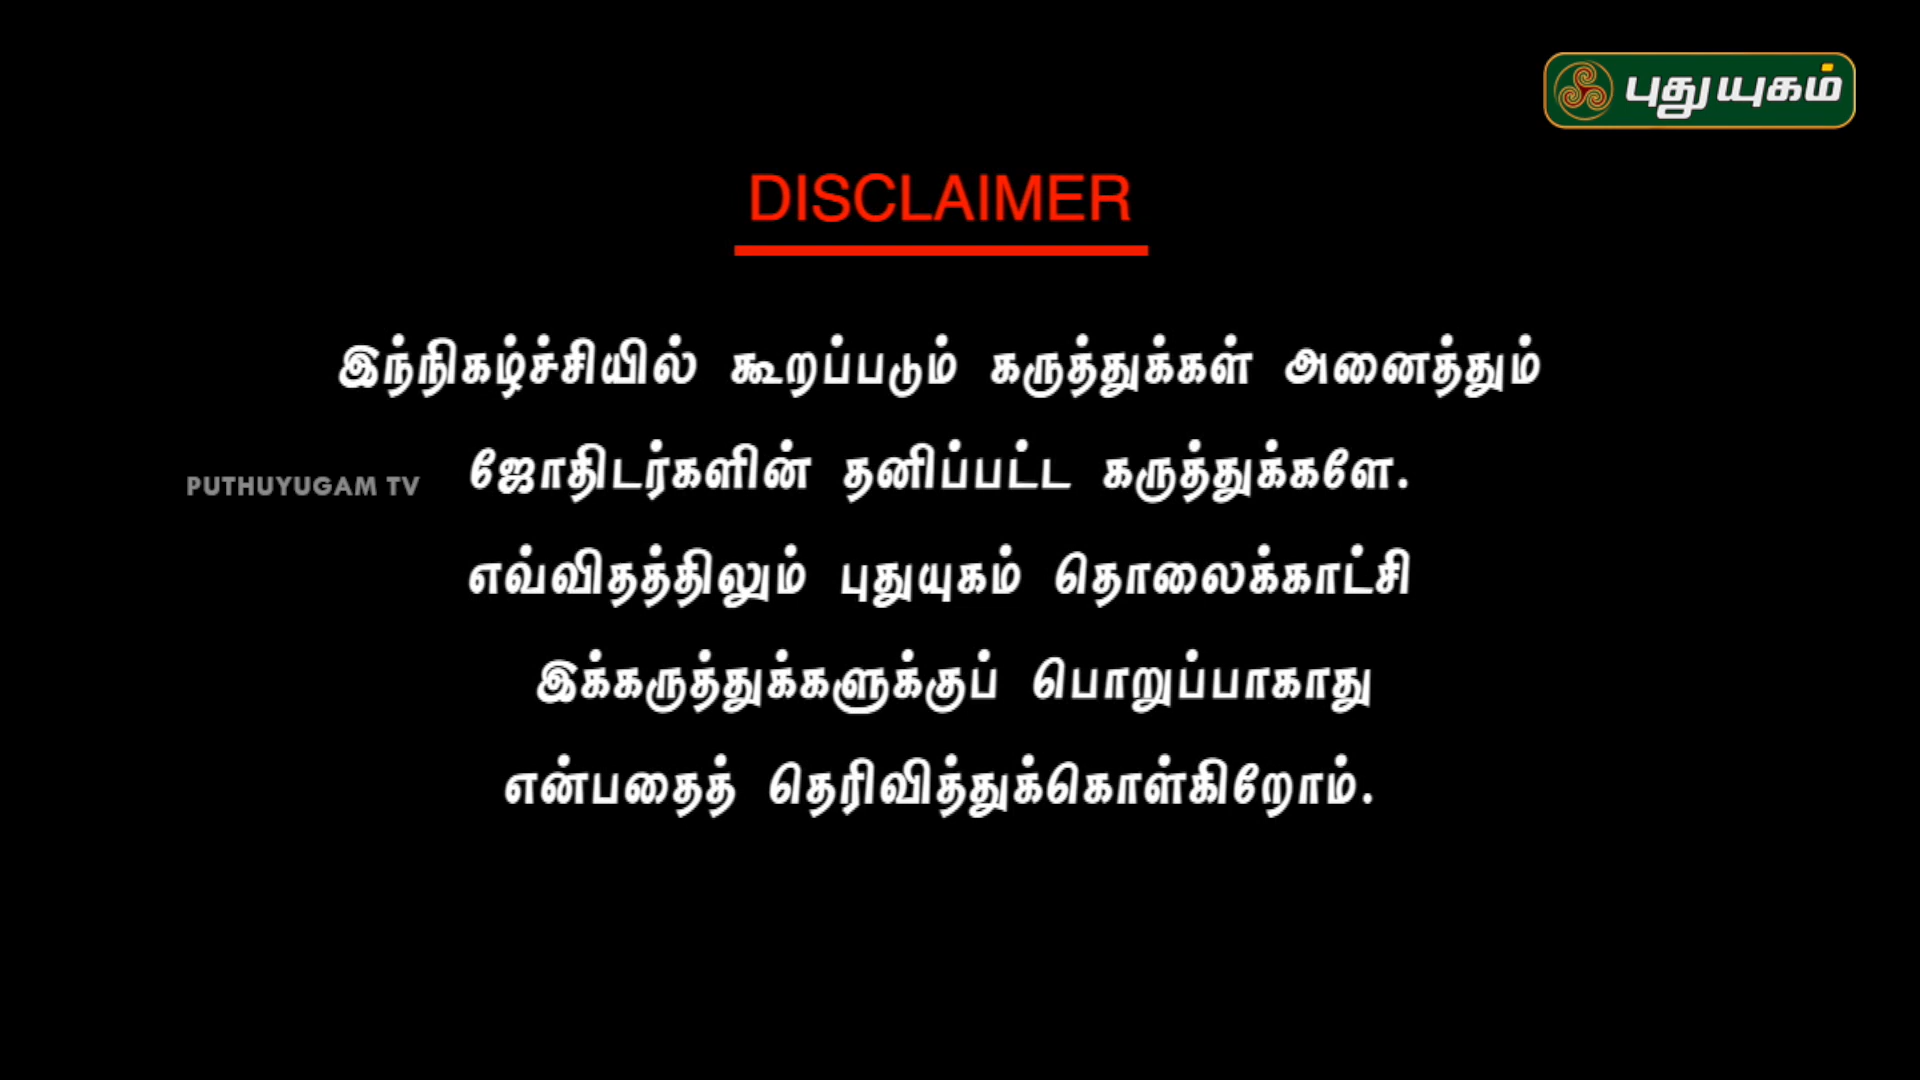 புதுயுகம்
DISCLAIMER
இந்நிகழ்ச்சியில் கூறப்படும் கருத்துக்கள் அனைத்தும்
ஜோதிடர்களின் தனிப்பட்ட கருத்துக்களே.
PUTHUYUGAM TV
எவ்விதத்திலும் புதுயுகம் தொலைக்காட்சி
இக்கருத்துக்களுக்குப் பொறுப்பாகாது
என்பதைத் தெரிவித்துக்கொள்கிறோம்.